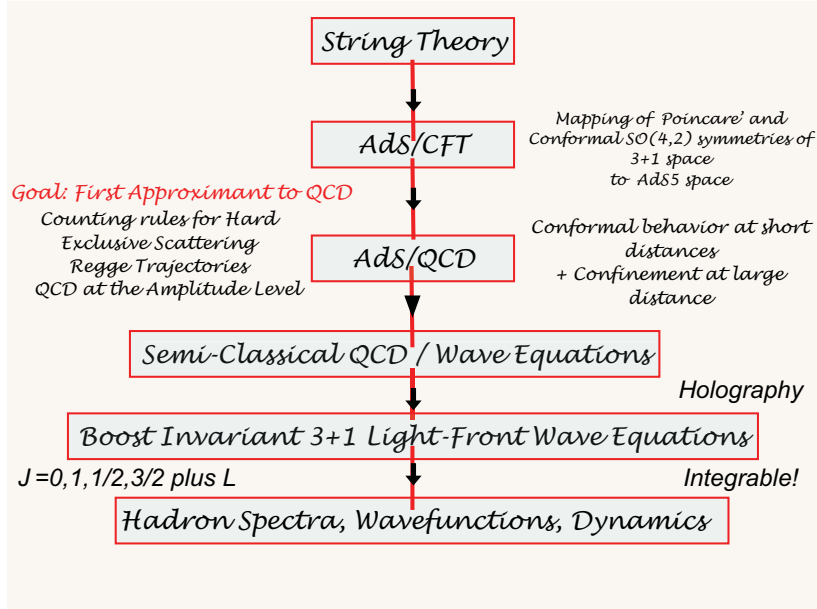 String Theory
AdS/CFT
Mapping of Poincare' and
Conformal SO(4,2) symmetries of
3+1 space
to AdS5 space
Goal: First Approximant to QCD
Counting rules for Hard
Exclusive Scattering
Regge Trajectories
QCD at the Amplitude Level
AdS/QCD
Conformal behavior at short
distances
+ Confinement at large
distance
Semi-Classical QCD / Wave Equations
Holography
Boost Invariant 3+1 Light-Front Wave Equations
J =0,1,1/2,3/2 plus L
Integrable!
Hadron Spectra, Wavefunctions, Dynamics